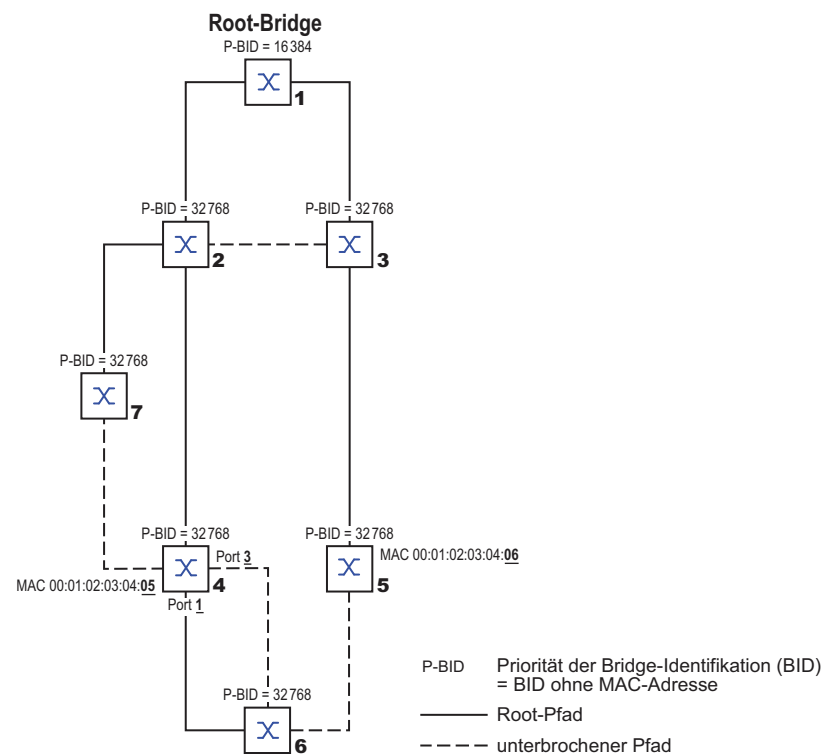 Root-Bridge
P-BID = 16 384
1
P-BID = 32 768
P-BID = 32 768
2
3
P-BID = 32 768
7
P-BID = 32 768
P-BID = 32 768
Port 3
MAC 00:01:02:03:04:06
MAC 00:01:02:03:04:05
4
5
Port 1
P-BID = 32 768
6
P-BID Priorität der Bridge-Identifikation (BID)
= BID ohne MAC-Adresse
Root-Pfad
unterbrochener Pfad